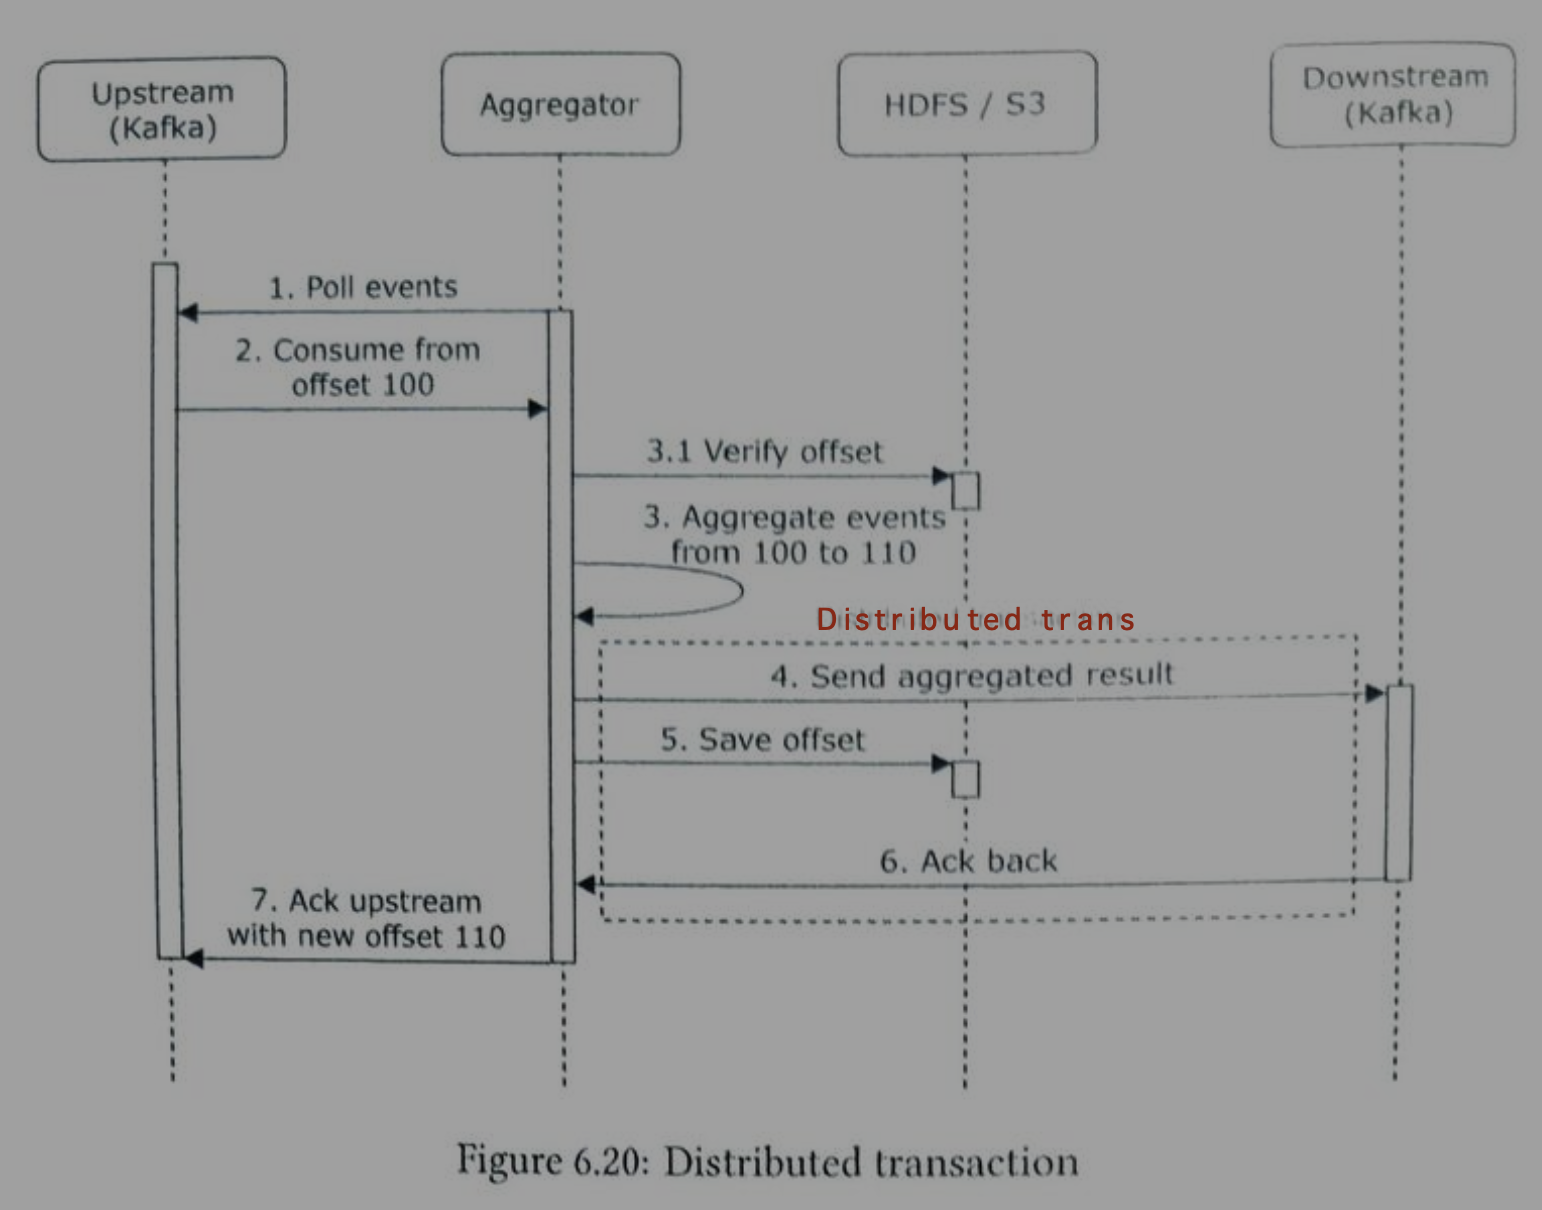 Upstream
(Kafka)
Aggregator
HDFS / S3
Downstream
(Kafka)
1. Poll events
2. Consume from
offset 100
3.1 Verify offset
3. Aggregate events
from 100 to 110
Distributed trans
4. Send aggregated result
5. Save offset
6. Ack back
7. Ack upstream
with new offset 110
Figure 6.20: Distributed transaction